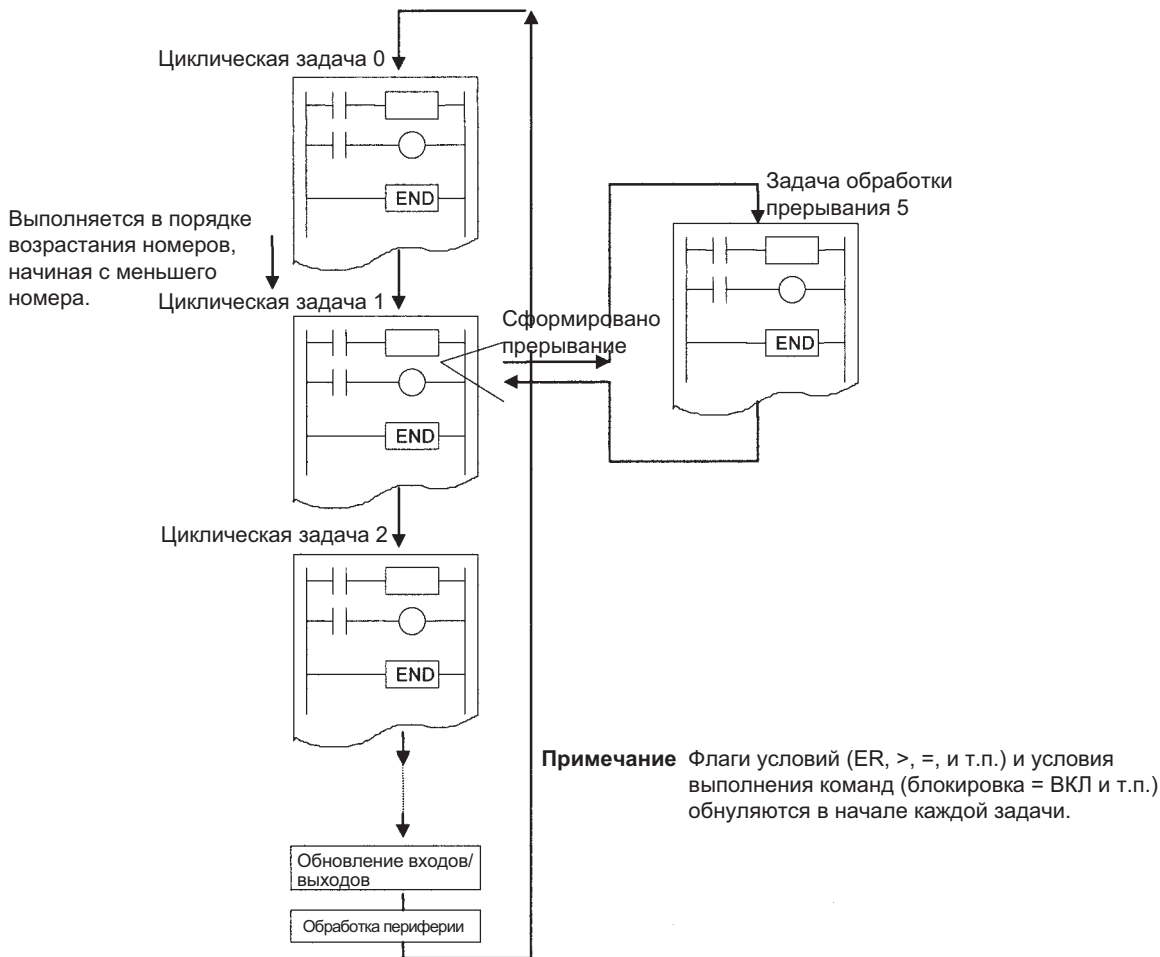 Циклическая задача 0
END
Выполняется в порядке
возрастания номеров,
начиная с меньшего
номера.
Задача обработки
прерывания 5
END
Циклическая задача 1
Сформировано
прерывание
END
Циклическая задача 2
END
Примечание Флаги условий (ER, >, =, и т.п.) и условия
выполнения команд (блокировка = ВКЛ и т.п.)
обнуляются в начале каждой задачи.
Обновление входов/
выходов
Обработка периферии